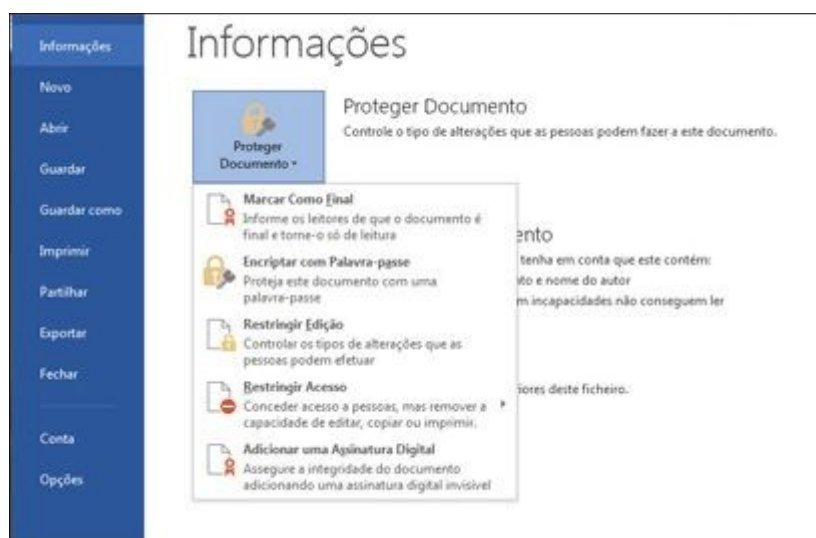 Informações
Novo
Abrir
Guardar
Guardar como
Imprimir
Partilhar
Exportar
Fechar
Conta
Opções
Informações
Proteger Documento
Proteger Documento
Controle o tipo de alterações que as pessoas podem fazer a este documento.
Marcar Como Final
Informe os leitores de que o documento é
final e torne-o só de leitura
Encriptar com Palavra-passe
Proteja este documento com uma
palavra-passe
Restringir Edição
Controlar os tipos de alterações que as
pessoas podem efetuar
Restringir Acesso
Conceder acesso a pessoas, mas remover a
capacidade de editar, copiar ou imprimir.
Adicionar uma Assinatura Digital
Assegure a integridade do documento
adicionando uma assinatura digital invisível
ento
tenha em conta que este contém:
to e nome do autor
m incapacidades não conseguem ler
iores deste ficheiro.